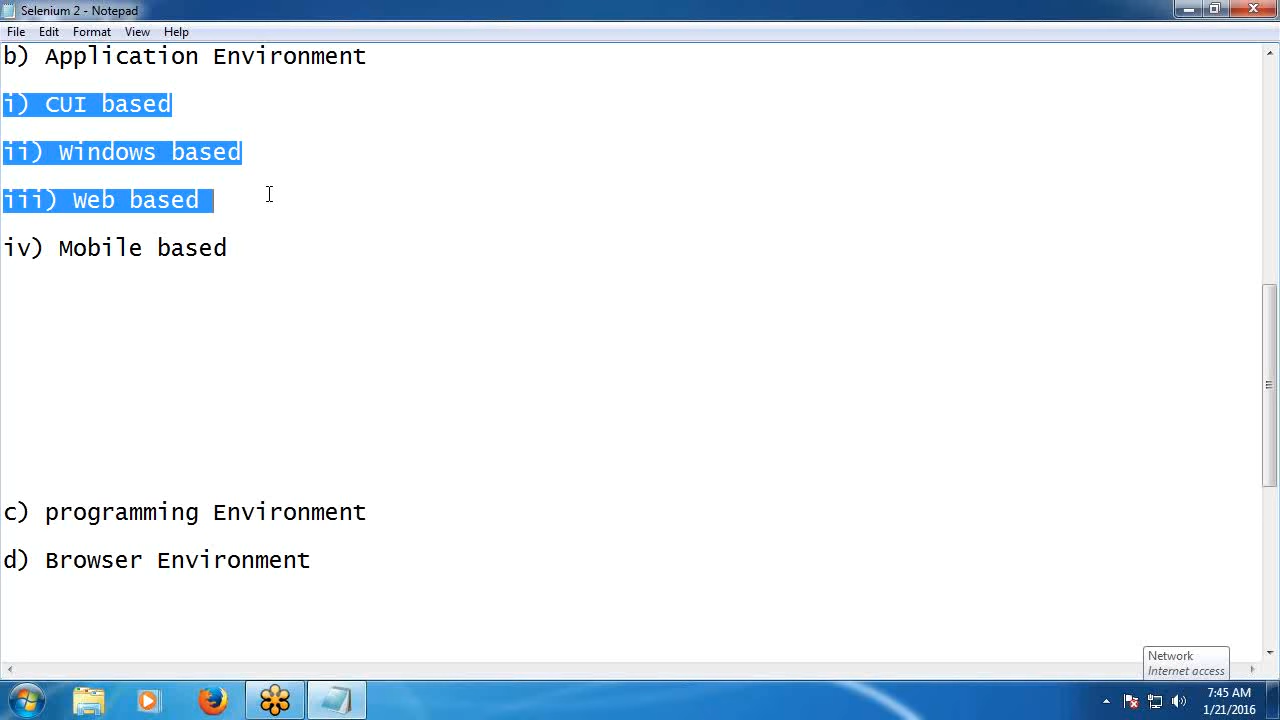 Selenium 2 - Notepad
File Edit Format View Help
b) Application Environment
i) CUI based
ii) Windows based
iii) Web based
iv) Mobile based
c) programming Environment
d) Browser Environment
Network
Internet access
7:45 AM
1/21/2016